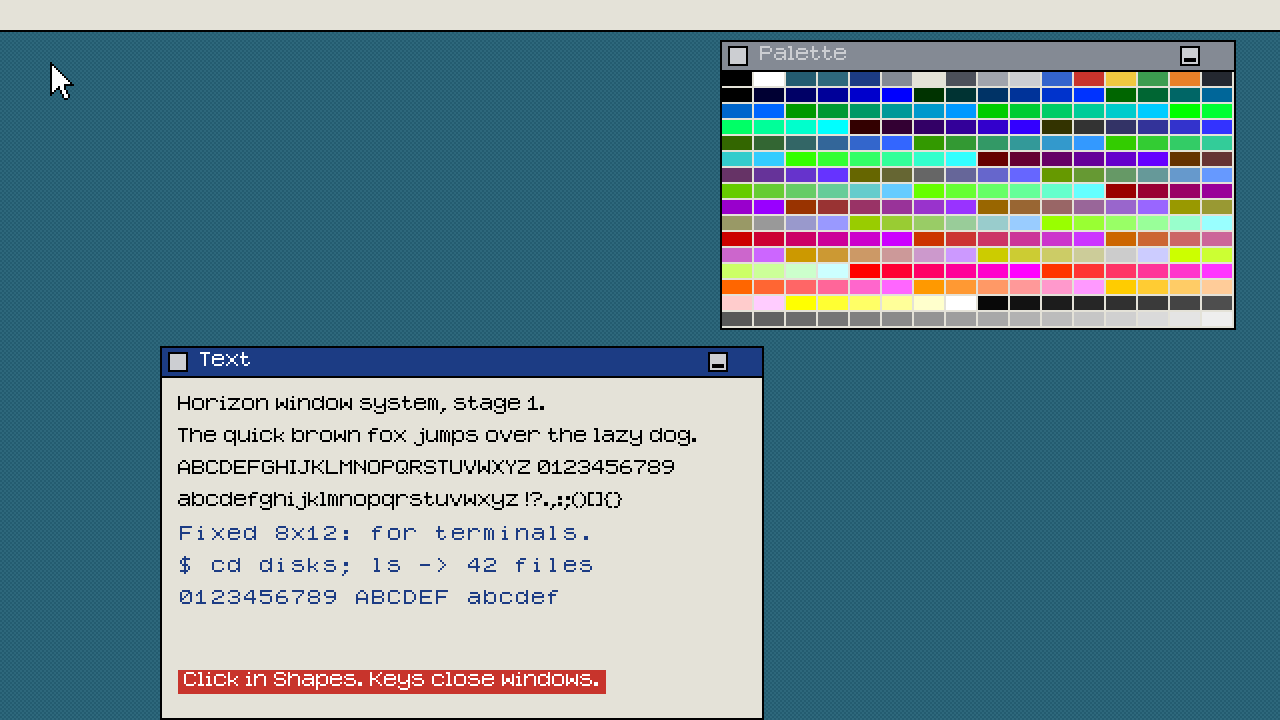 Palette
Text
Horizon window system, stage 1.
The quick brown fox jumps over the lazy dog.
ABCDEFGHIJKLMNOPQRSTUVWXYZ 0123456789
abcdefghijklmnopqrstuvwxyz !?.,:;()[]{}
Fixed 8x12: for terminals.
$ cd disks; ls -> 42 files
0123456789 ABCDEF abcdef
Click in Shapes. Keys close windows.